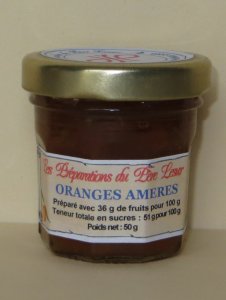 Les Préparations du Père Lesur
ORANGES AMERES
Préparé avec 36 g de fruits pour 100 g
Teneur totale en sucres : 51 g pour 100 g
Poids net : 50 g